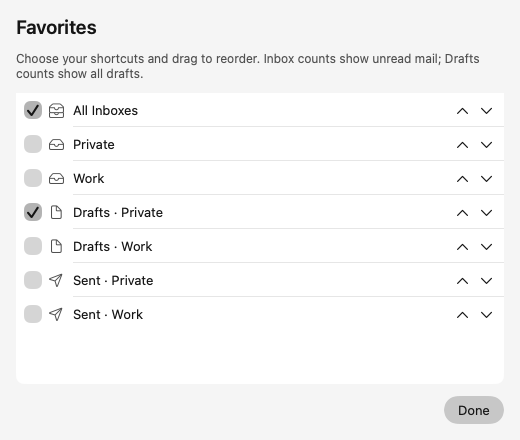 Favorites
Choose your shortcuts and drag to reorder. Inbox counts show unread mail; Drafts
counts show all drafts.
All Inboxes
Private
Work
Drafts · Private
Drafts · Work
Sent · Private
Sent · Work
Done